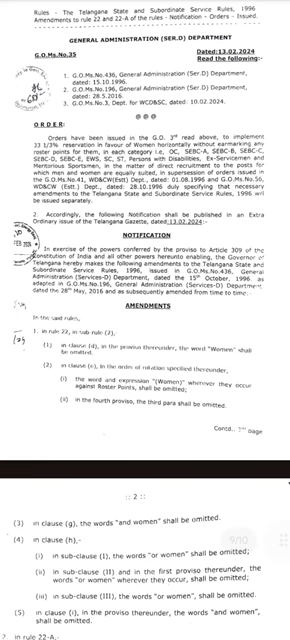 Rules - The Telangana State and Subordinate Service Rules, 1996
Amendments to rule 22 and 22-A of the rules - Notification - Orders - Issued.
GENERAL ADMINISTRATION (SER.D) DEPARTMENT
G.O.Ms.No.35
Dated:13.02.2024
Read the following:-
1. G.O.Ms.No.436, General Administration (Ser.D) Department,
dated: 15.10.1996.
2. G.O.Ms.No.196, General Administration (Ser.D) Department,
dated: 28.5.2016.
3. G.O.Ms.No.3, Dept. for WCD&SC, dated: 10.02.2024.
@@@
O R D E R:
Orders have been issued in the G.O. 3rd read above, to implement
33 1/3% reservation in favour of Women horizontally without earmarking any
roster points for them, in each category i.e, OC, SEBC-A, SEBC-B, SEBC-C,
SEBC-D, SEBC-E, EWS, SC, ST, Persons with Disabilities, Ex-Servicemen and
Meritorious Sportsmen, in the matter of direct recruitment to the posts for
which men and women are equally suited, in supersession of orders issued in
the G.O.Ms.No.41, WD&CW(Estt) Dept., dated: 01.08.1996 and G.O.Ms.No.56,
WD&CW (Estt.) Dept., dated: 28.10.1996 duly specifying that necessary
amendments to the Telangana State and Subordinate Service Rules, 1996 will
be issued separately.
2. Accordingly, the following Notification shall be published in an Extra
Ordinary issue of the Telangana Gazette, dated:13.02.2024:-
NOTIFICATION
In exercise of the powers conferred by the proviso to Article 309 of the
Constitution of India and all other powers hereunto enabling, the Governor of
Telangana hereby makes the following amendments to the Telangana State and
Subordinate Service Rules, 1996, issued in G.O.Ms.No.436, General
Administration (Services-D) Department, dated the 15th October, 1996 as
adapted in G.O.Ms.No.196, General Administration (Services-D) Department,
dated the 28th May, 2016 and as subsequently amended from time to time:-
AMENDMENTS
In the said rules,
1. in rule 22, in sub rule (2),
(1) in clause (d), in the proviso thereunder, the word "Women" shall
be omitted.
(2) in clause (e), in the order of rotation specified thereunder,
(i) the word and expression "(Women)" wherever they occur
against Roster Points, shall be omitted;
(ii) in the fourth proviso, the third para shall be omitted.
Contd.. 2nd page
:: 2 ::
(3) in clause (g), the words "and women" shall be omitted.
9/10
(4) in clause (h),-
(i) in sub-clause (1), the words "or women" shall be omitted;
(ii) in sub-clause (II) and in the first proviso thereunder, the
words "or women" wherever they occur, shall be omitted;
(iii) in sub-clause (III), the words "or women", shall be omitted.
(5) in clause (i), in the proviso thereunder, the words "and women",
shall be omitted.
2. in rule 22-A,-